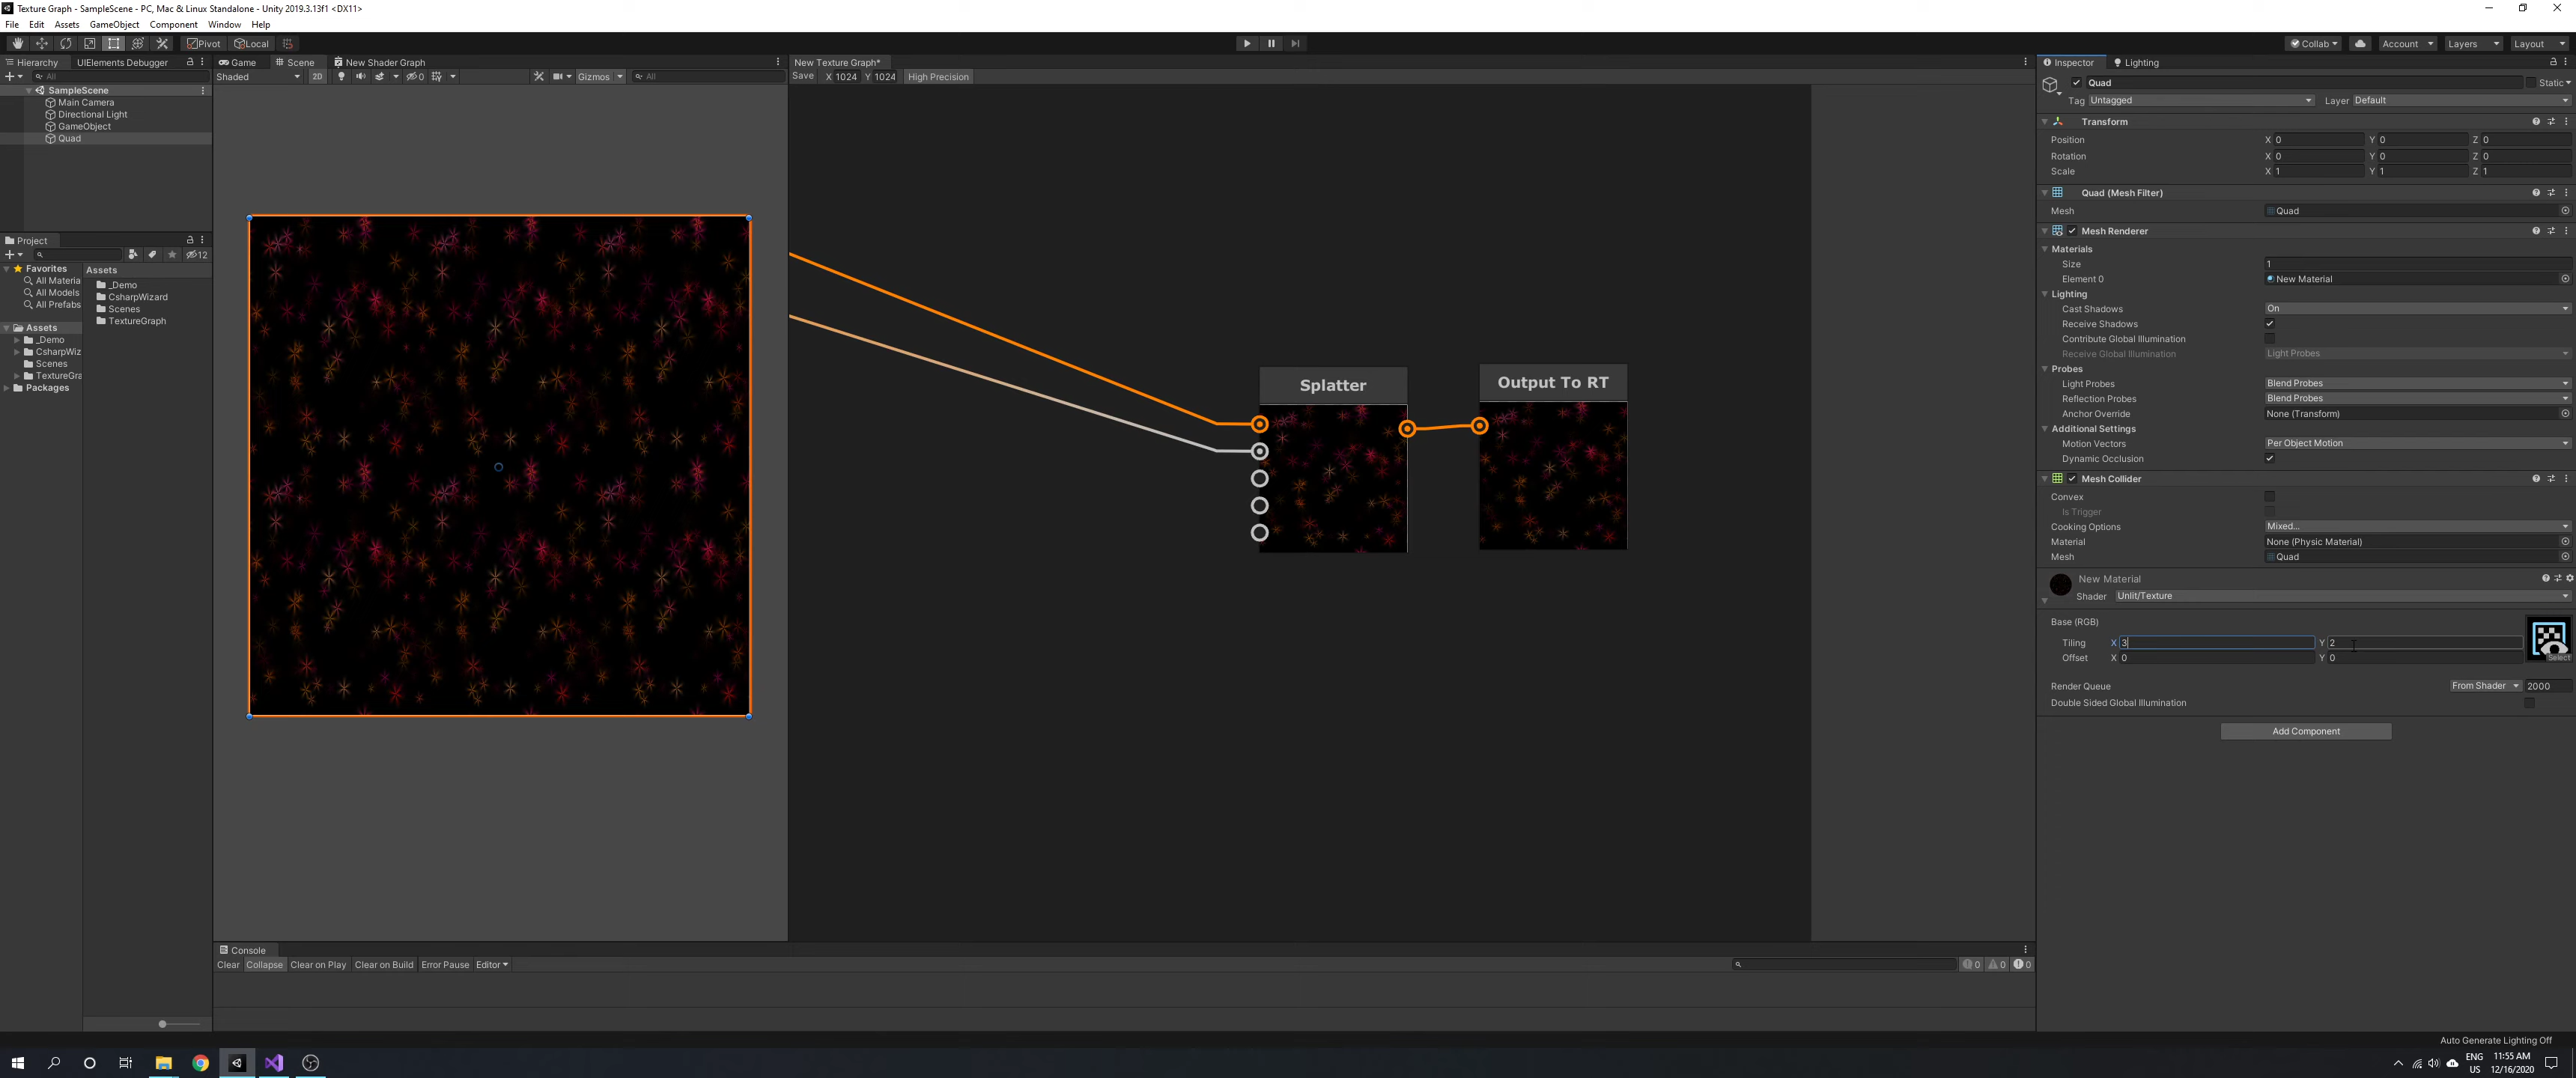 Texture Graph - SampleScene - PC, Mac & Linux Standalone - Unity 2019.3.13f1 <DX11>
File Edit Assets GameObject Component Window Help
Pivot Local
Collab Account Layers Layout
Hierarchy UIElements Debugger
All
SampleScene
Main Camera
Directional Light
GameObject
Quad
Project
12
Favorites
All Materia
All Models
All Prefabs
Assets
_Demo
CsharpWiz
Scenes
TextureGra
Packages
Assets
_Demo
CsharpWizard
Scenes
TextureGraph
Game Scene New Shader Graph
Shaded 2D 0 Gizmos All
New Texture Graph*
Save X 1024 Y 1024 High Precision
Splatter
Output To RT
Console
Clear Collapse Clear on Play Clear on Build Error Pause Editor
0 0 0
Inspector Lighting
Quad Static
Tag Untagged Layer Default
Transform
Position X 0 Y 0 Z 0
Rotation X 0 Y 0 Z 0
Scale X 1 Y 1 Z 1
Quad (Mesh Filter)
Mesh Quad
Mesh Renderer
Materials
Size 1
Element 0 New Material
Lighting
Cast Shadows On
Receive Shadows
Contribute Global Illumination
Receive Global Illumination Light Probes
Probes
Light Probes Blend Probes
Reflection Probes Blend Probes
Anchor Override None (Transform)
Additional Settings
Motion Vectors Per Object Motion
Dynamic Occlusion
Mesh Collider
Convex
Is Trigger
Cooking Options Mixed...
Material None (Physic Material)
Mesh Quad
New Material
Shader Unlit/Texture
Base (RGB)
Tiling X 3 Y 2
Offset X 0 Y 0
Select
Render Queue From Shader 2000
Double Sided Global Illumination
Add Component
Auto Generate Lighting Off
ENG
US
11:55 AM
12/16/2020